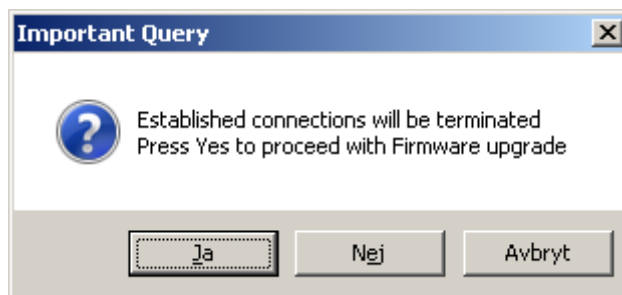 Important Query
Established connections will be terminated
Press Yes to proceed with Firmware upgrade
Ja Nej Avbryt